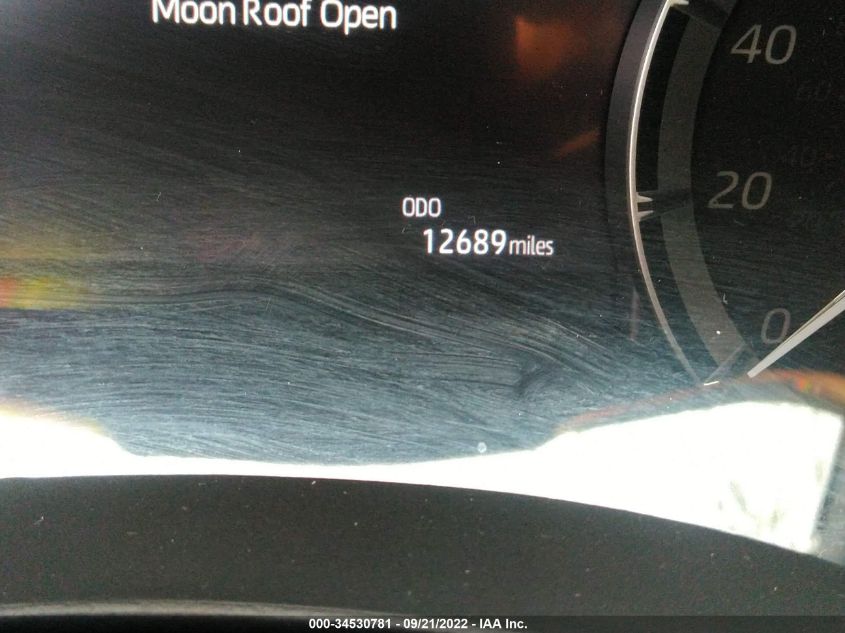 Moon Roof Open
40
ODO
20
12689 miles
0
000-34530781 - 09/21/2022 - IAA Inc.